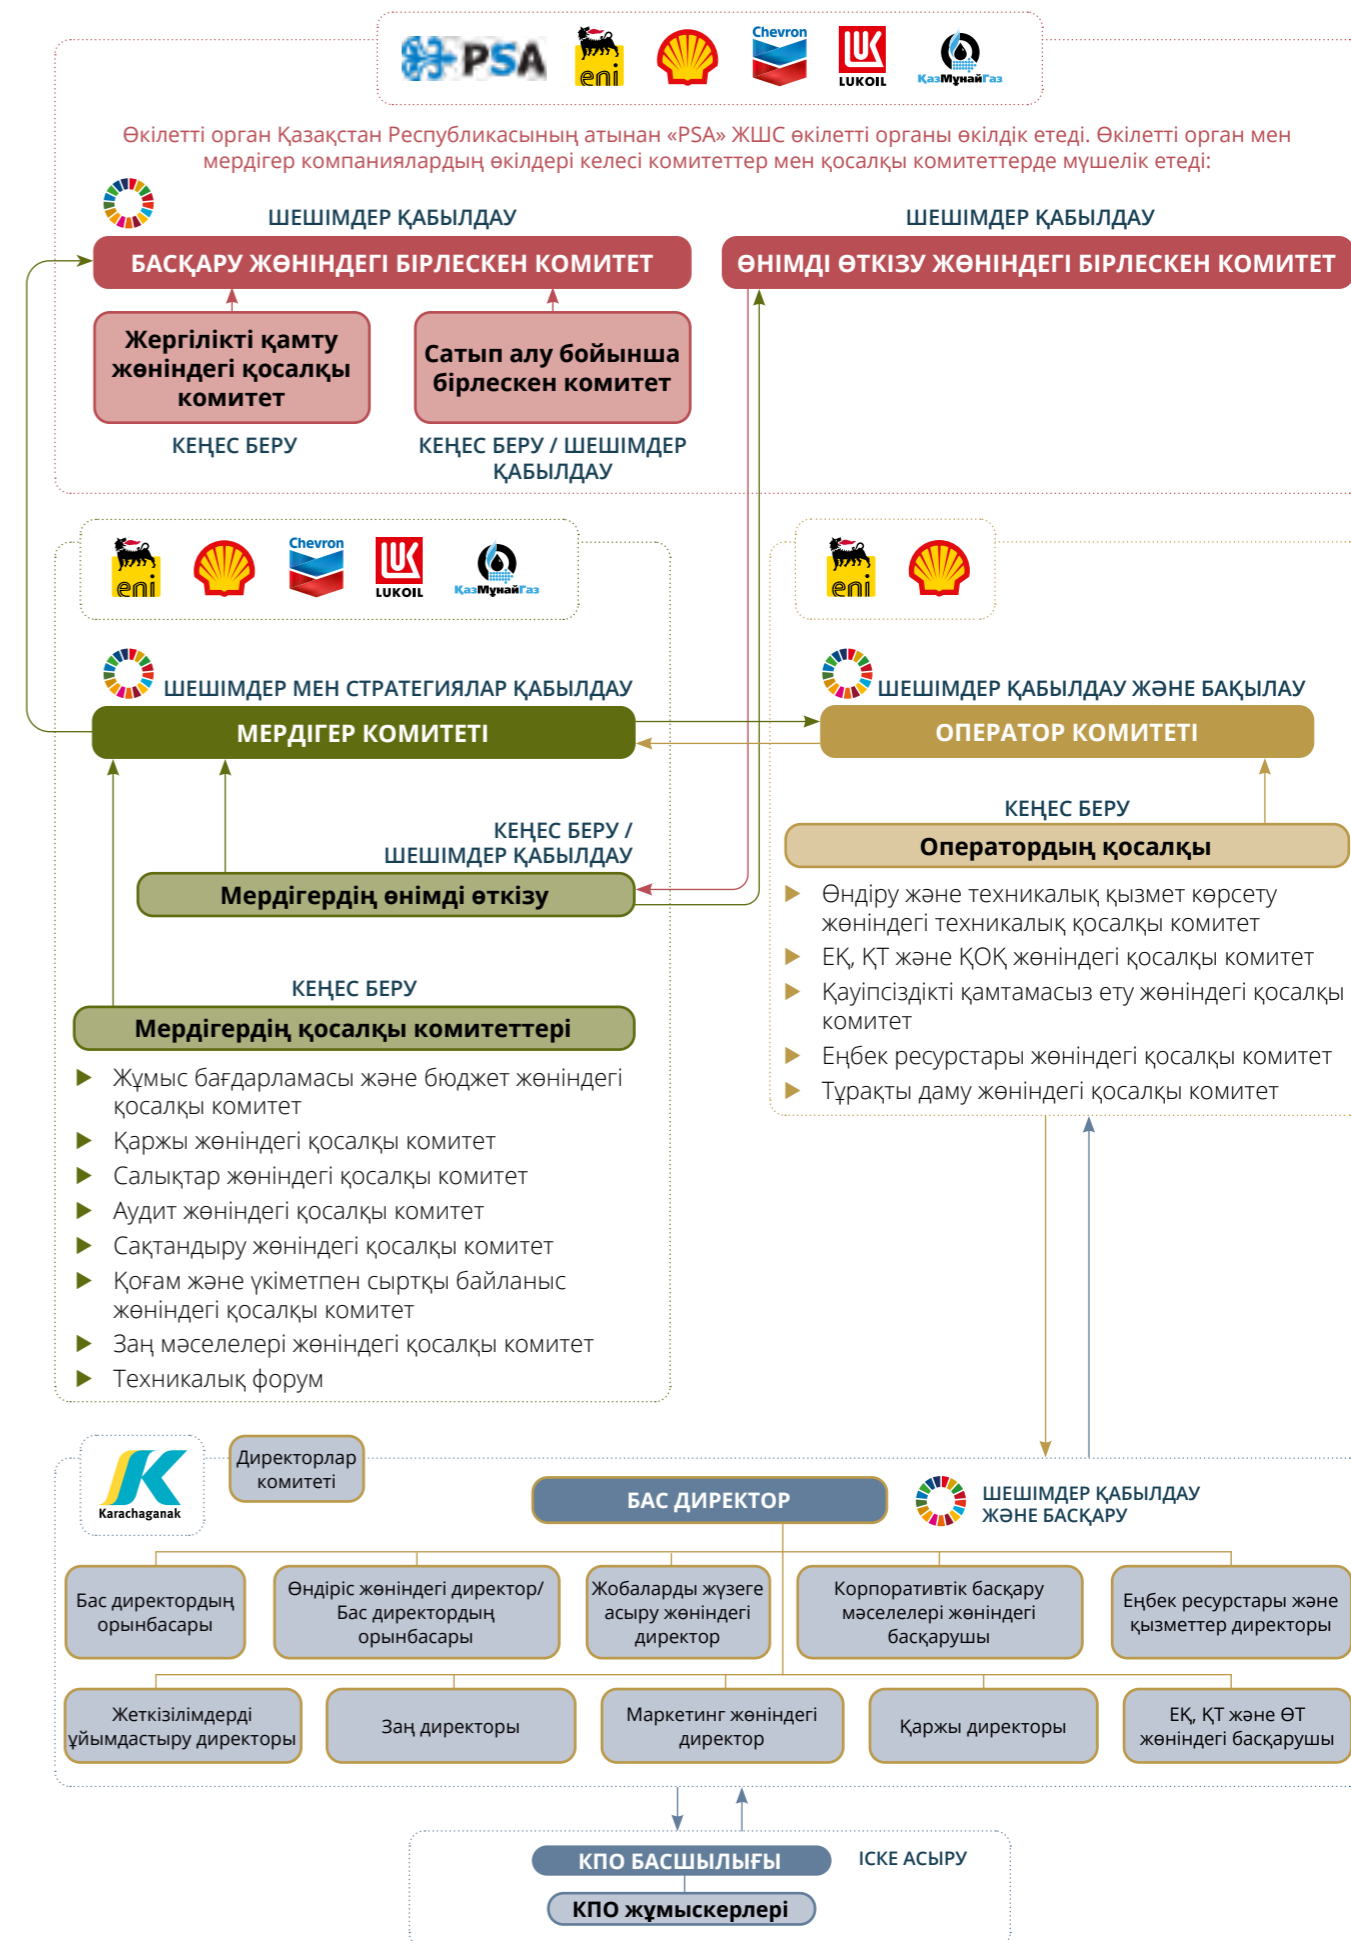 PSA
eni
Chevron
LUKOIL
ҚазМұнайГаз
Өкілетті орган Қазақстан Республикасының атынан «PSA» ЖШС өкілетті органы өкілдік етеді. Өкілетті орган мен
мердігер компаниялардың өкілдері келесі комитеттер мен қосалқы комитеттерде мүшелік етеді:
ШЕШІМДЕР ҚАБЫЛДАУ
БАСҚАРУ ЖӨНІНДЕГІ БІРЛЕСКЕН КОМИТЕТ
ШЕШІМДЕР ҚАБЫЛДАУ
ӨНІМДІ ӨТКІЗУ ЖӨНІНДЕГІ БІРЛЕСКЕН КОМИТЕТ
Жергілікті қамту
жөніндегі қосалқы
комитет
КЕҢЕС БЕРУ
Сатып алу бойынша
бірлескен комитет
КЕҢЕС БЕРУ / ШЕШІМДЕР
ҚАБЫЛДАУ
eni
Chevron
LUKOIL
ҚазМұнайГаз
ШЕШІМДЕР МЕН СТРАТЕГИЯЛАР ҚАБЫЛДАУ
МЕРДІГЕР КОМИТЕТІ
КЕҢЕС БЕРУ /
ШЕШІМДЕР ҚАБЫЛДАУ
Мердігердің өнімді өткізу
КЕҢЕС БЕРУ
Мердігердің қосалқы комитеттері
Жұмыс бағдарламасы және бюджет жөніндегі
қосалқы комитет
Қаржы жөніндегі қосалқы комитет
Салықтар жөніндегі қосалқы комитет
Аудит жөніндегі қосалқы комитет
Сақтандыру жөніндегі қосалқы комитет
Қоғам және үкіметпен сыртқы байланыс
жөніндегі қосалқы комитет
Заң мәселелері жөніндегі қосалқы комитет
Техникалық форум
eni
ШЕШІМДЕР ҚАБЫЛДАУ ЖӘНЕ БАҚЫЛАУ
ОПЕРАТОР КОМИТЕТІ
КЕҢЕС БЕРУ
Оператордың қосалқы
Өндіру және техникалық қызмет көрсету
жөніндегі техникалық қосалқы комитет
ЕҚ, ҚТ және ҚОҚ жөніндегі қосалқы комитет
Қауіпсіздікті қамтамасыз ету жөніндегі қосалқы
комитет
Еңбек ресурстары жөніндегі қосалқы комитет
Тұрақты даму жөніндегі қосалқы комитет
Karachaganak
Директорлар
комитеті
БАС ДИРЕКТОР
ШЕШІМДЕР ҚАБЫЛДАУ
ЖӘНЕ БАСҚАРУ
Бас директордың
орынбасары
Өндіріс жөніндегі директор/
Бас директордың
орынбасары
Жобаларды жүзеге
асыру жөніндегі
директор
Корпоративтік басқару
мәселелері жөніндегі
басқарушы
Еңбек ресурстары және
қызметтер директоры
Жеткізілімдерді
ұйымдастыру директоры
Заң директоры
Маркетинг жөніндегі
директор
Қаржы директоры
ЕҚ, ҚТ және ӨТ
жөніндегі басқарушы
КПО БАСШЫЛЫҒЫ
ІСКЕ АСЫРУ
КПО жұмыскерлері